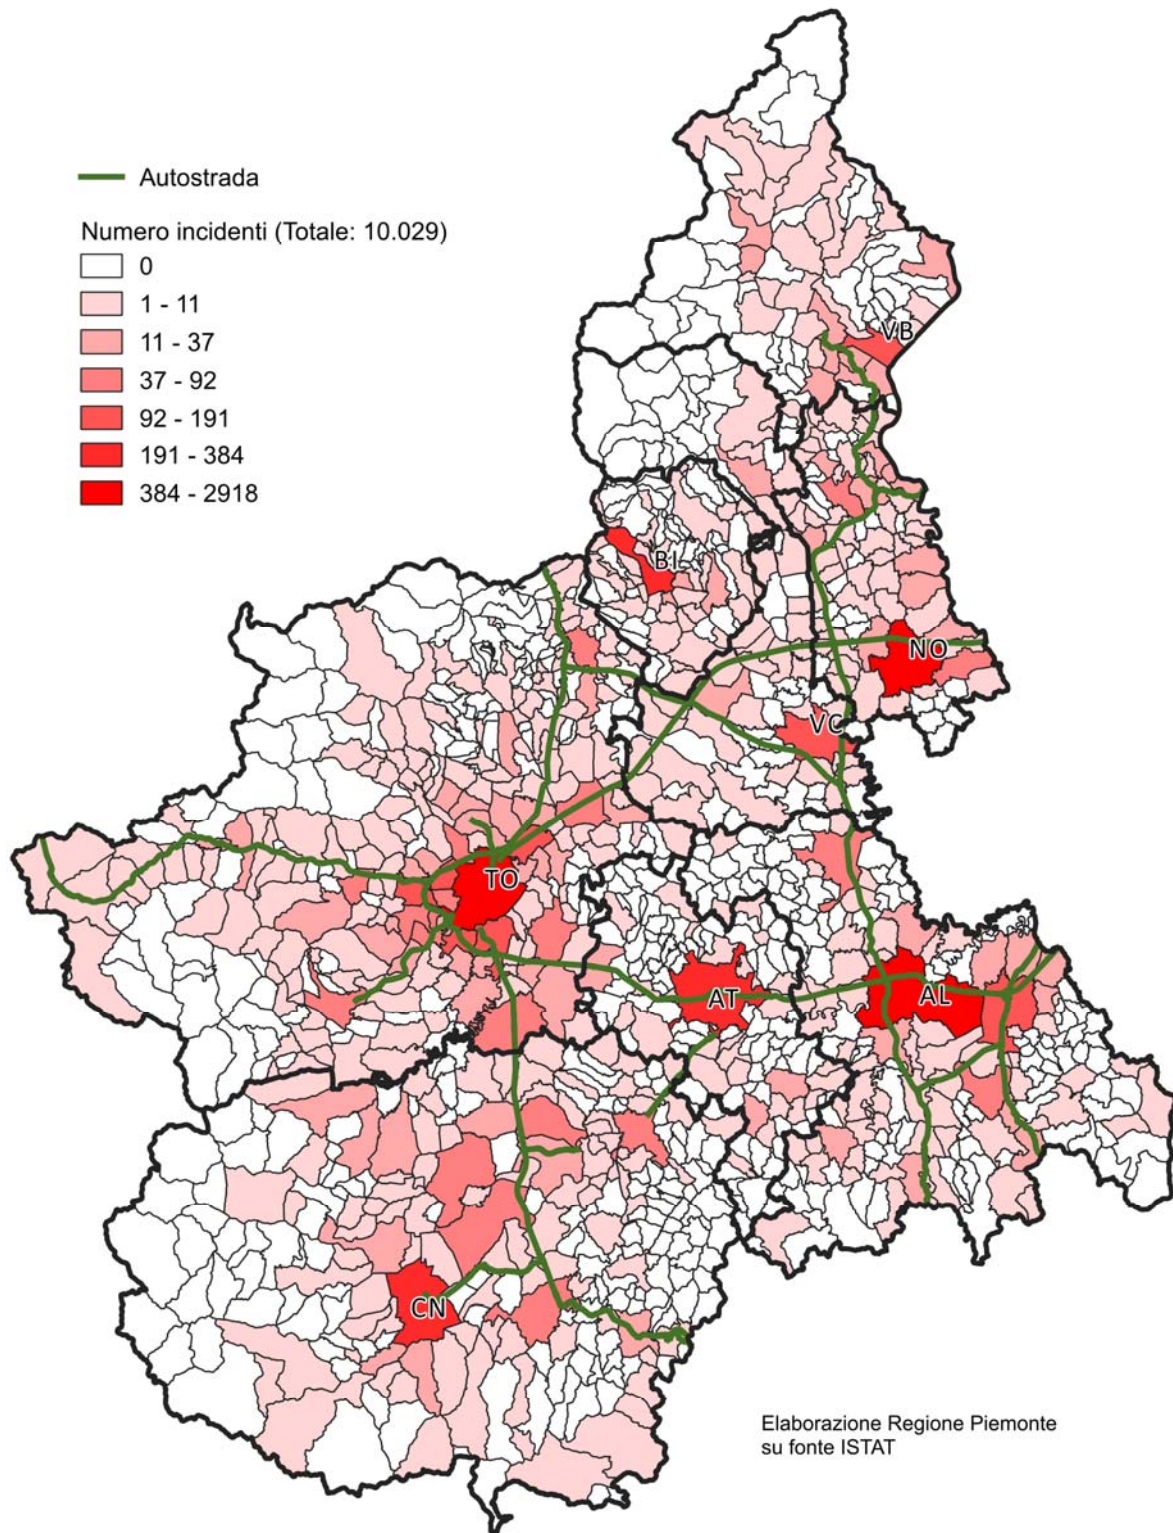 Autostrada
Numero incidenti (Totale: 10.029)
0
1 - 11
11 - 37
37 - 92
92 - 191
191 - 384
384 - 2918
VB
BI
NO
VC
TO
AT
AL
CN
Elaborazione Regione Piemonte
su fonte ISTAT